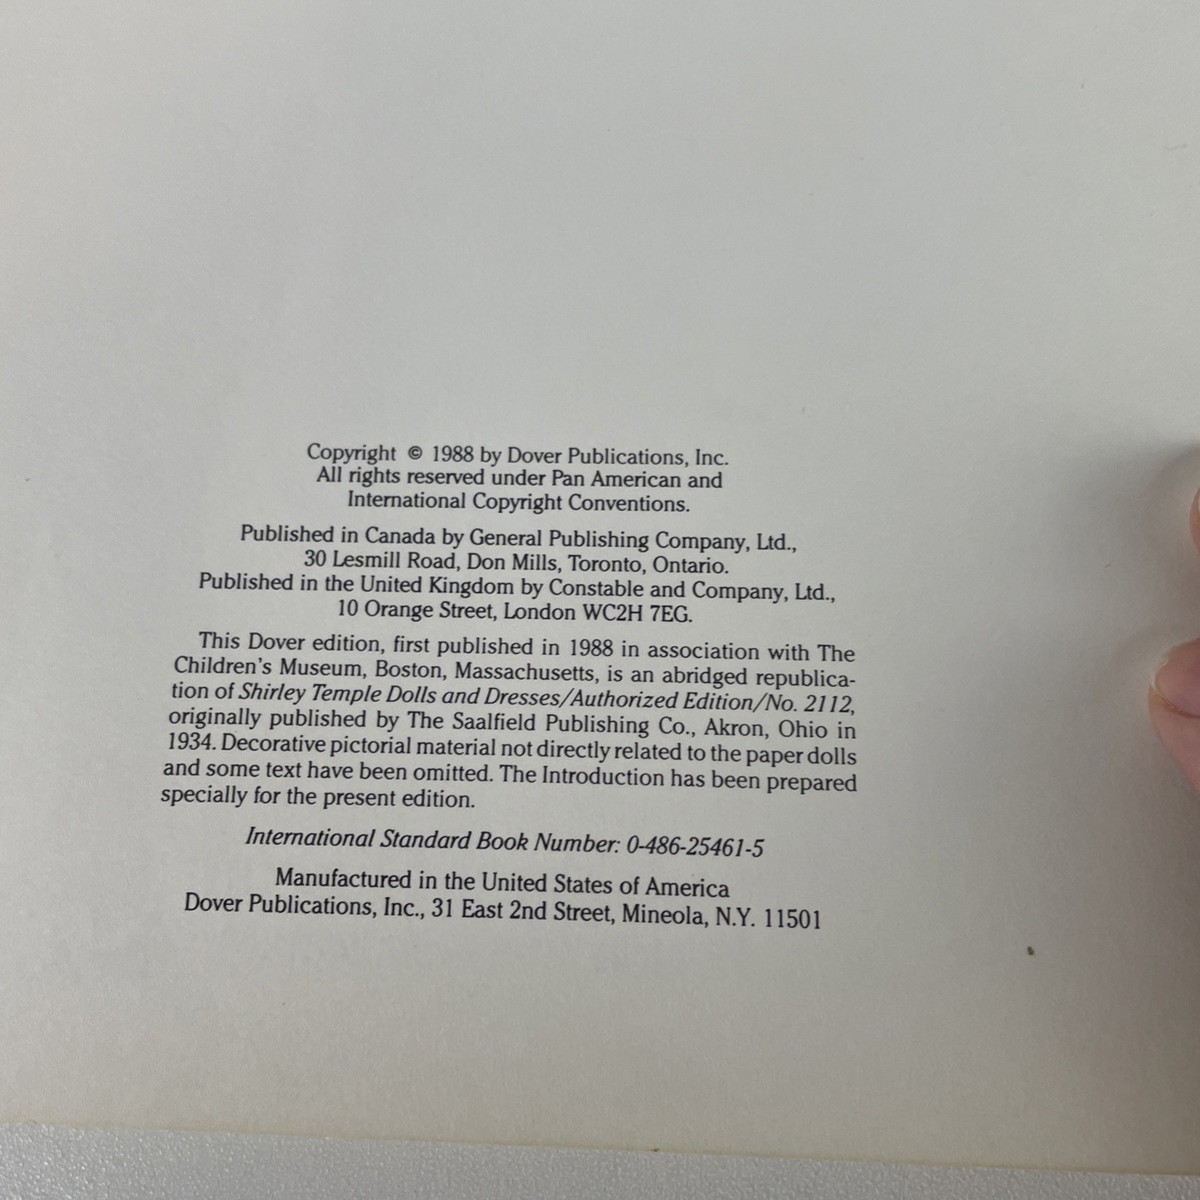 Copyright © 1988 by Dover Publications, Inc.
All rights reserved under Pan American and
International Copyright Conventions.
Published in Canada by General Publishing Company, Ltd.,
30 Lesmill Road, Don Mills, Toronto, Ontario.
Published in the United Kingdom by Constable and Company, Ltd.,
10 Orange Street, London WC2H 7EG.
This Dover edition, first published in 1988 in association with The
Children's Museum, Boston, Massachusetts, is an abridged republica-
tion of Shirley Temple Dolls and Dresses/Authorized Edition/No. 2112,
originally published by The Saalfield Publishing Co., Akron, Ohio in
1934. Decorative pictorial material not directly related to the paper dolls
and some text have been omitted. The Introduction has been prepared
specially for the present edition.
International Standard Book Number: 0-486-25461-5
Manufactured in the United States of America
Dover Publications, Inc., 31 East 2nd Street, Mineola, N.Y. 11501